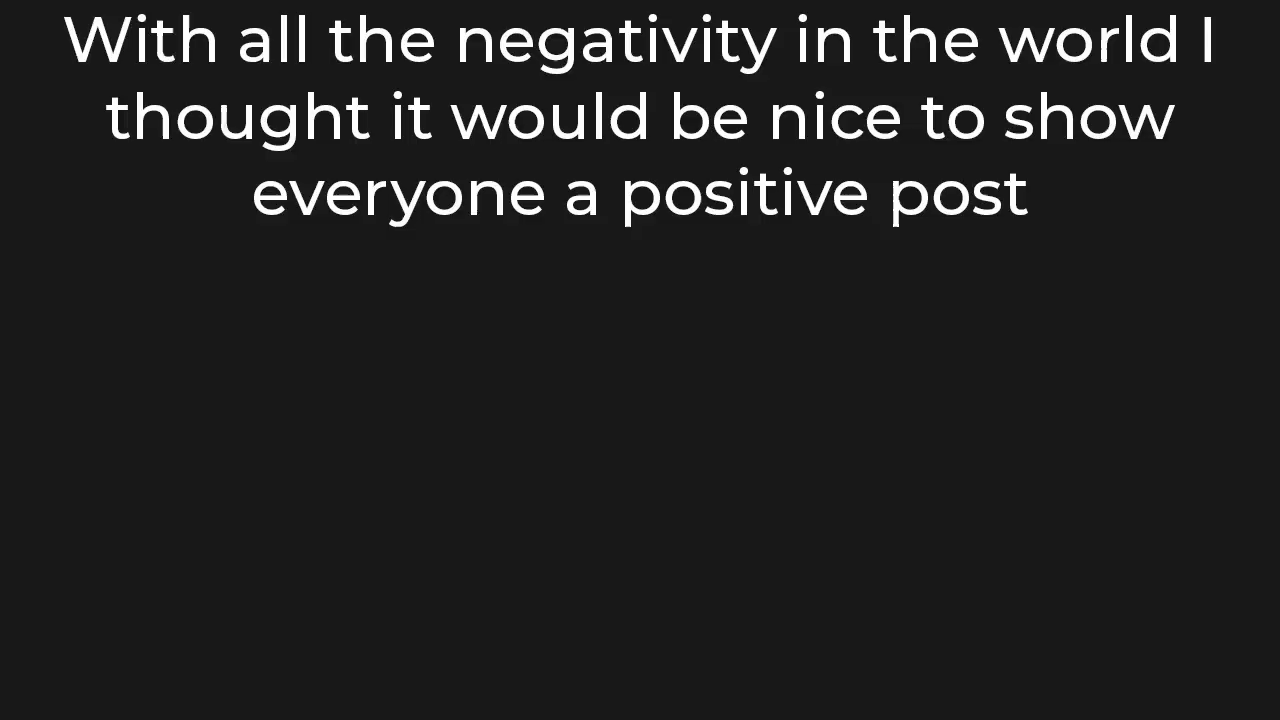 With all the negativity in the world I
thought it would be nice to show
everyone a positive post